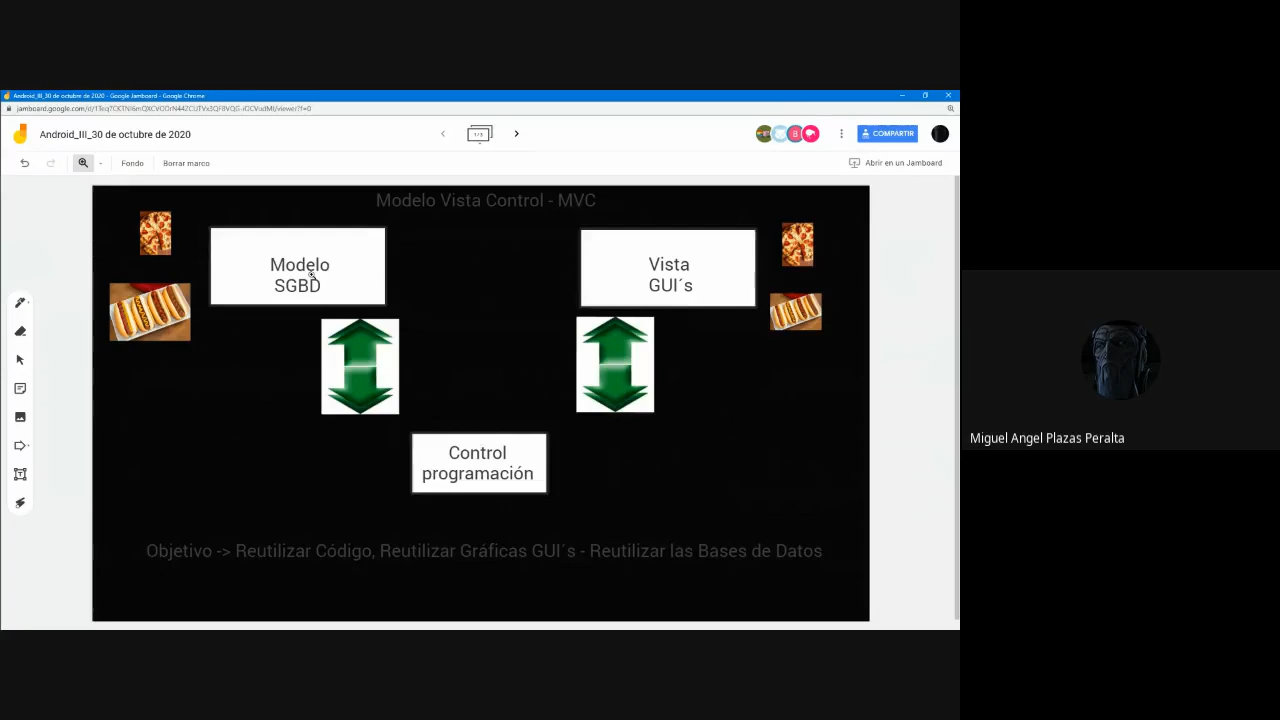 Android_III_30 de octubre de 2020 - Google Jamboard - Google Chrome
Android_III_30 de octubre de 2020
1/3
B
COMPARTIR
Fondo
Borrar marco
Abrir en un Jamboard
Modelo Vista Control - MVC
Modelo
SGBD
Vista
GUI´s
Control
programación
Objetivo -> Reutilizar Código, Reutilizar Gráficas GUI´s - Reutilizar las Bases de Datos
Miguel Angel Plazas Peralta